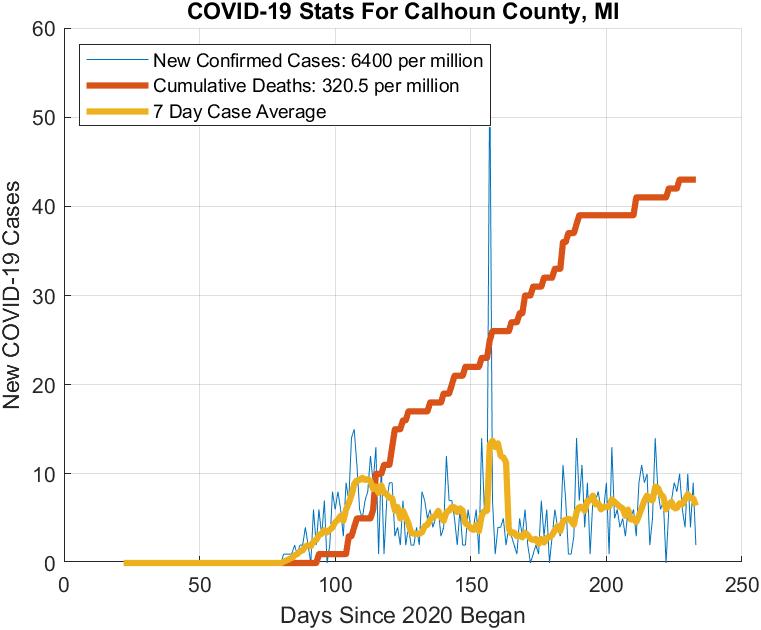 COVID-19 Stats For Calhoun County, MI
New Confirmed Cases: 6400 per million
Cumulative Deaths: 320.5 per million
7 Day Case Average
New COVID-19 Cases
60
50
40
30
20
10
0
0 50 100 150 200 250
Days Since 2020 Began